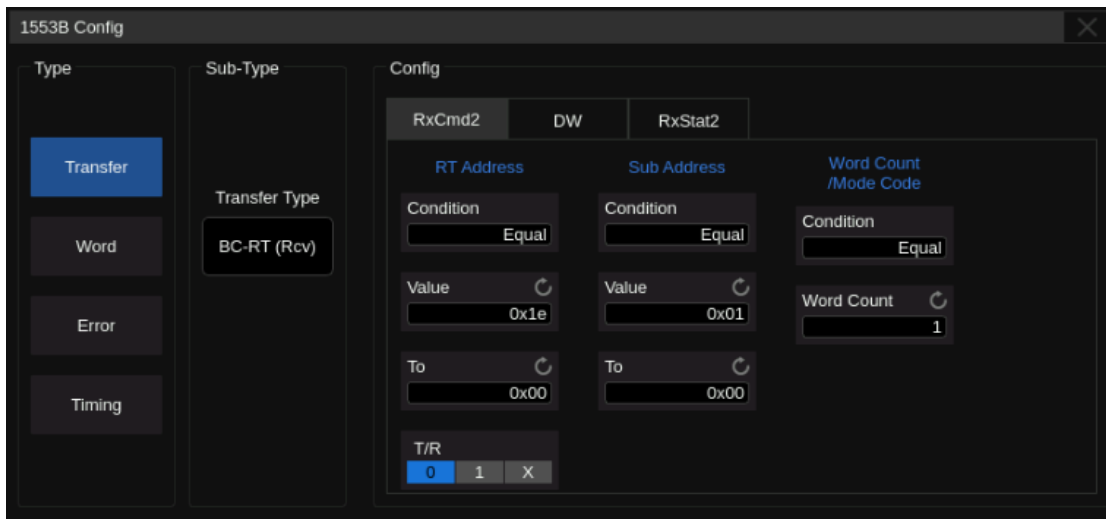 1553B Config
Type
Sub-Type
Config
Transfer
Word
Error
Timing
Transfer Type
BC-RT (Rcv)
RxCmd2
DW
RxStat2
RT Address
Condition
Equal
Value
0x1e
To
0x00
T/R
0 1 X
Sub Address
Condition
Equal
Value
0x01
To
0x00
Word Count
/Mode Code
Condition
Equal
Word Count
1